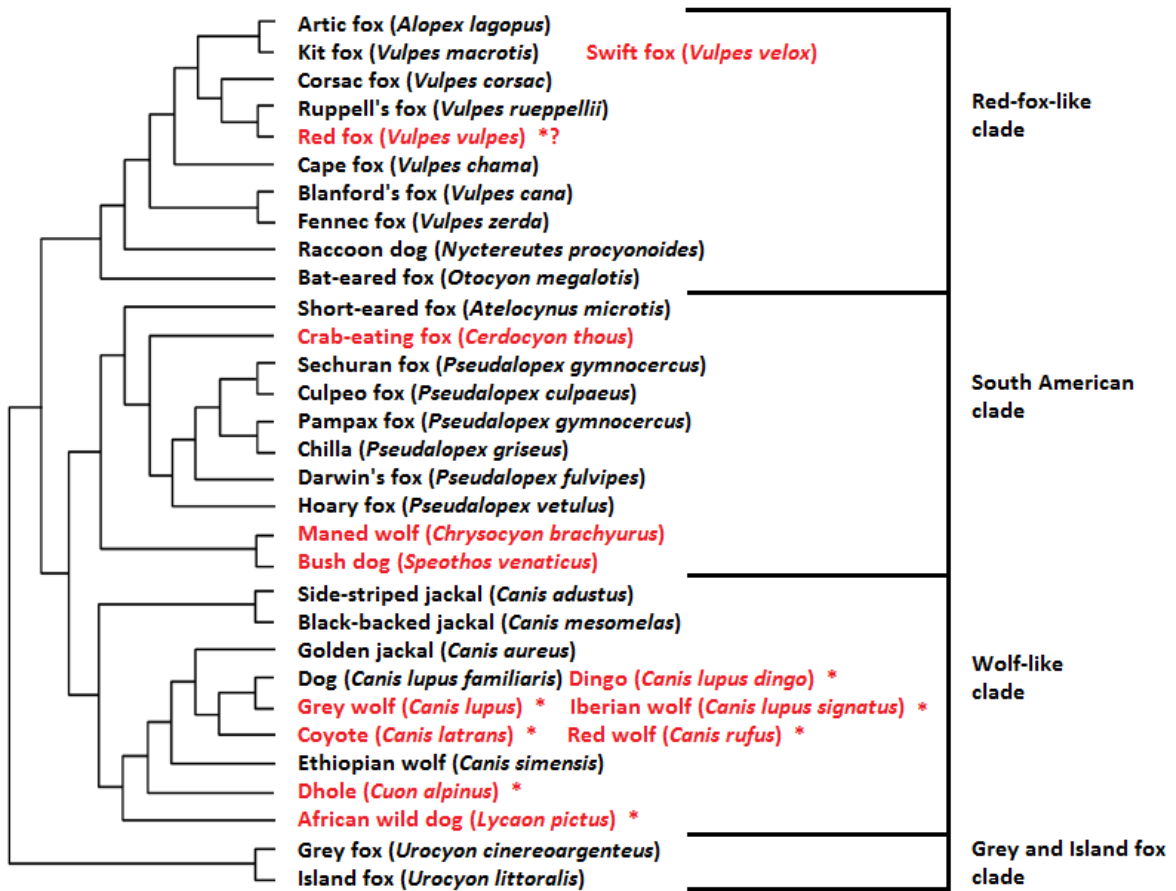 Artic fox (Alopex lagopus)
Kit fox (Vulpes macrotis) Swift fox (Vulpes velox)
Corsac fox (Vulpes corsac)
Ruppell's fox (Vulpes rueppellii)
Red fox (Vulpes vulpes) *?
Cape fox (Vulpes chama)
Blanford's fox (Vulpes cana)
Fennec fox (Vulpes zerda)
Raccoon dog (Nyctereutes procyonoides)
Bat-eared fox (Otocyon megalotis)
Red-fox-like
clade
Short-eared fox (Atelocynus microtis)
Crab-eating fox (Cerdocyon thous)
Sechuran fox (Pseudalopex gymnocercus)
Culpeo fox (Pseudalopex culpaeus)
Pampax fox (Pseudalopex gymnocercus)
Chilla (Pseudalopex griseus)
Darwin's fox (Pseudalopex fulvipes)
Hoary fox (Pseudalopex vetulus)
Maned wolf (Chrysocyon brachyurus)
Bush dog (Speothos venaticus)
South American
clade
Side-striped jackal (Canis adustus)
Black-backed jackal (Canis mesomelas)
Golden jackal (Canis aureus)
Dog (Canis lupus familiaris) Dingo (Canis lupus dingo) *
Grey wolf (Canis lupus) * Iberian wolf (Canis lupus signatus) *
Coyote (Canis latrans) * Red wolf (Canis rufus) *
Ethiopian wolf (Canis simensis)
Dhole (Cuon alpinus) *
African wild dog (Lycaon pictus) *
Wolf-like
clade
Grey fox (Urocyon cinereoargenteus)
Island fox (Urocyon littoralis)
Grey and Island fox
clade